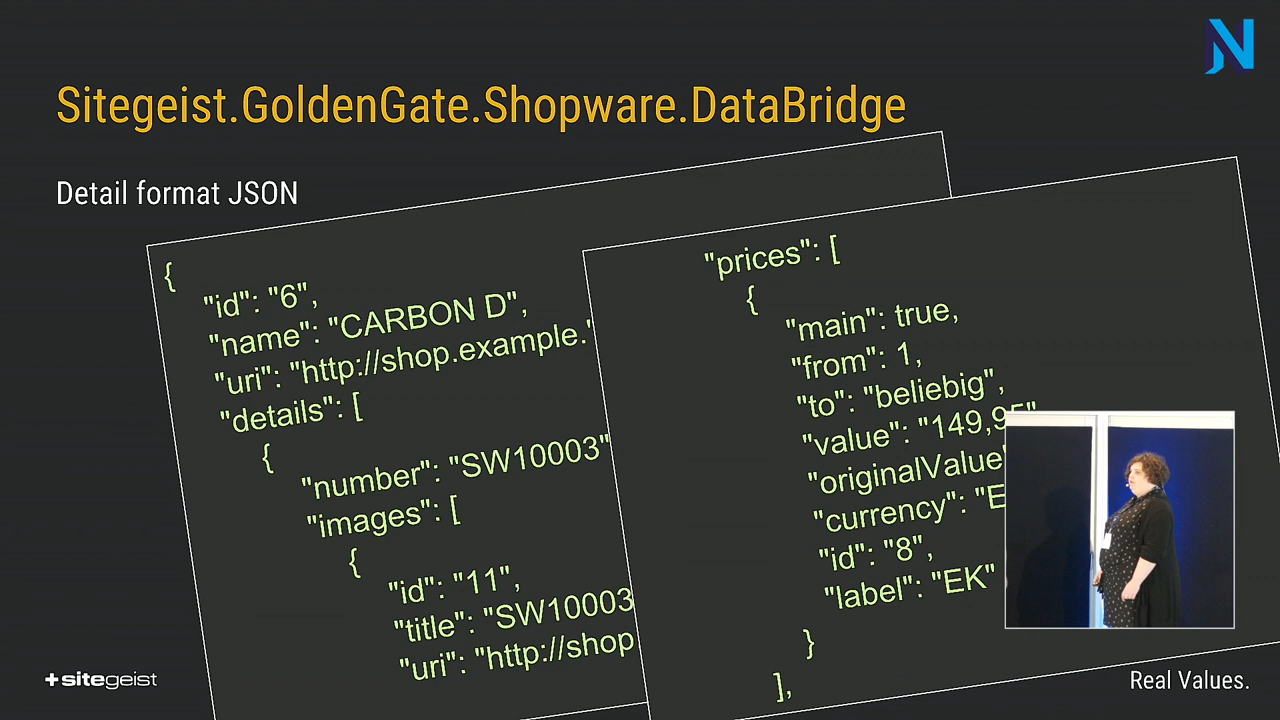 Sitegeist.GoldenGate.Shopware.DataBridge
Detail format JSON
{
"id": "6",
"name": "CARBON D",
"uri": "http://shop.example.
"details": [
{
"number": "SW10003"
"images": [
{
"id": "11",
"title": "SW10003
"uri": "http://shop
"prices": [
{
"main": true,
"from": 1,
"to": "beliebig",
"value": "149,95"
"originalValue"
"currency": "E
"id": "8",
"label": "EK"
}
],
+sitegeist
Real Values.